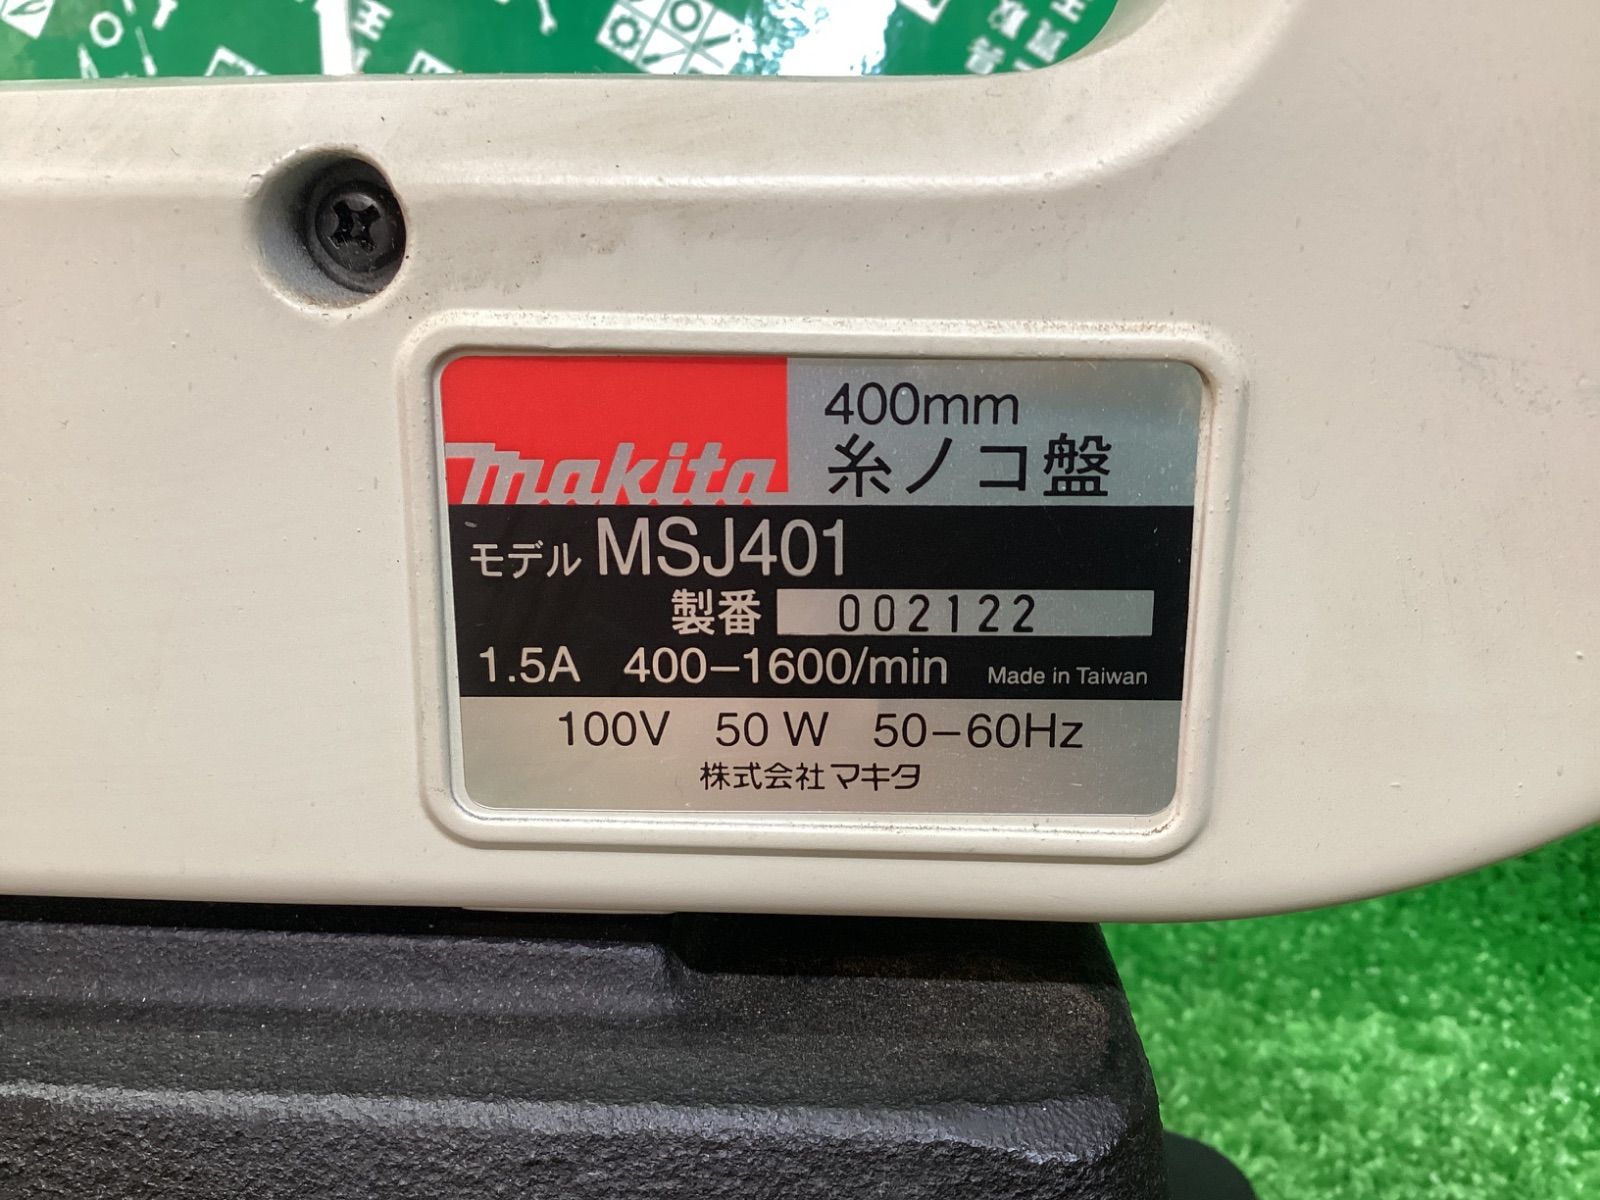 makita
400mm
糸ノコ盤
モデル MSJ401
製番 002122
1.5A 400-1600/min Made in Taiwan
100V 50W 50-60Hz
株式会社マキタ